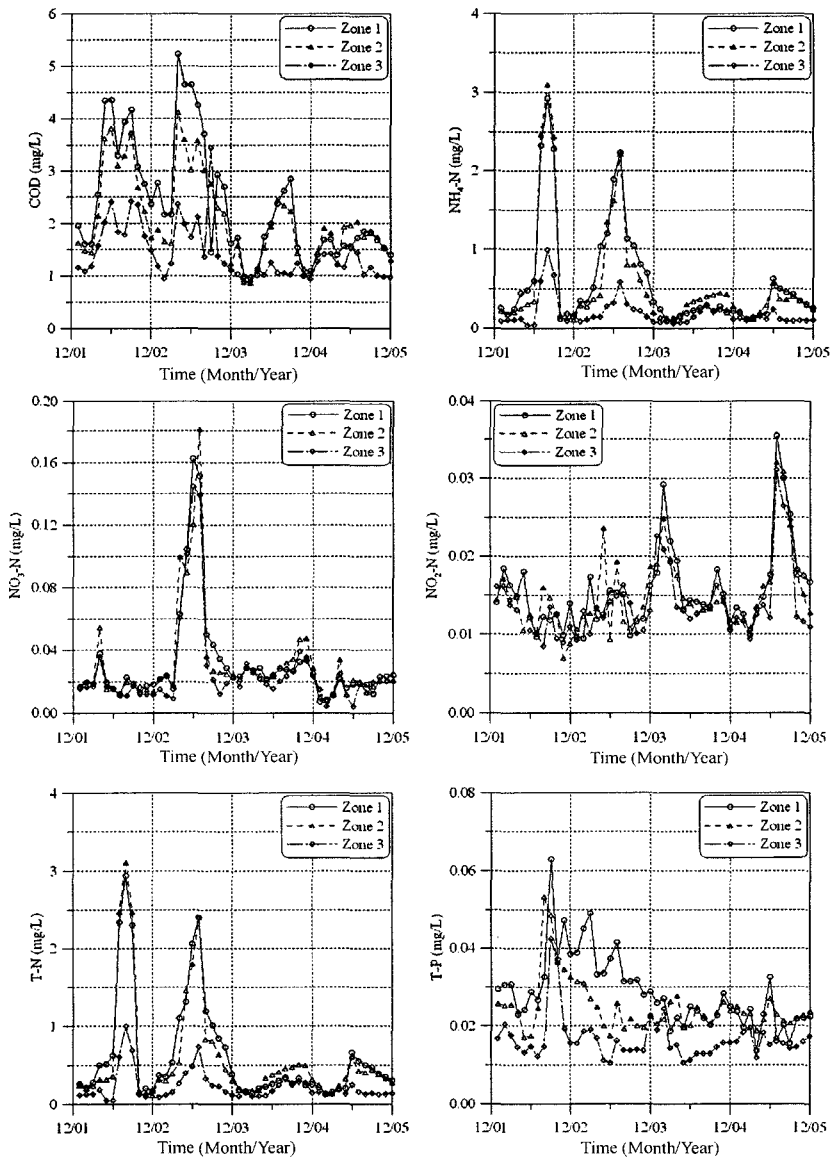 6
5
4
3
2
1
0
COD (mg/L)
Zone 1
Zone 2
Zone 3
12/01 12/02 12/03 12/04 12/05
Time (Month/Year)
4
3
2
1
0
NH₄-N (mg/L)
Zone 1
Zone 2
Zone 3
12/01 12/02 12/03 12/04 12/05
Time (Month/Year)
0.20
0.16
0.12
0.08
0.04
0.00
NO₃-N (mg/L)
Zone 1
Zone 2
Zone 3
12/01 12/02 12/03 12/04 12/05
Time (Month/Year)
0.04
0.03
0.02
0.01
0.00
NO₂-N (mg/L)
Zone 1
Zone 2
Zone 3
12/01 12/02 12/03 12/04 12/05
Time (Month/Year)
4
3
2
1
0
T-N (mg/L)
Zone 1
Zone 2
Zone 3
12/01 12/02 12/03 12/04 12/05
Time (Month/Year)
0.08
0.06
0.04
0.02
0.00
T-P (mg/L)
Zone 1
Zone 2
Zone 3
12/01 12/02 12/03 12/04 12/05
Time (Month/Year)